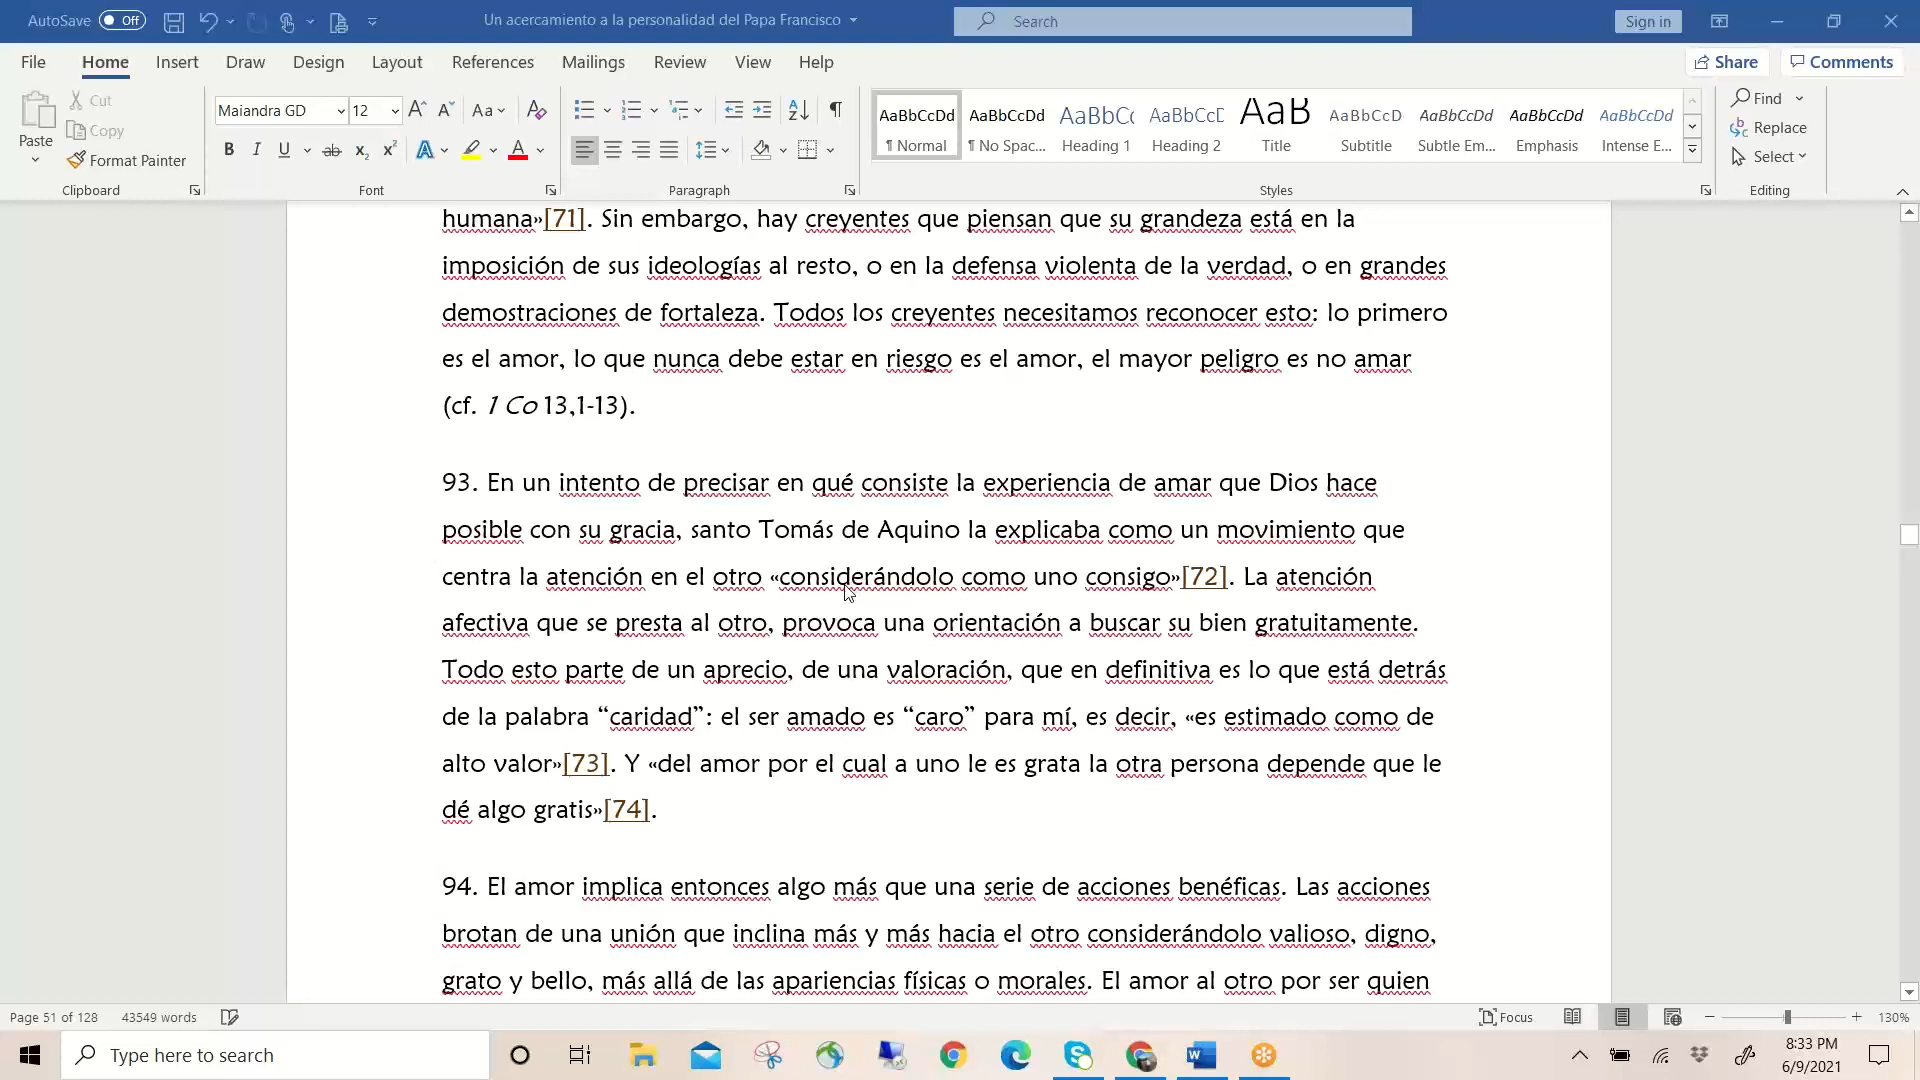 AutoSave Off Un acercamiento a la personalidad del Papa Francisco Search Sign in
File Home Insert Draw Design Layout References Mailings Review View Help Share Comments
Paste Cut Copy Format Painter Clipboard
Maiandra GD 12 Aa
B I U ab x₂ x² A A Font
Paragraph
AaBbCcDd AaBbCcDd AaBbCc AaBbCcD AaB AaBbCcD AaBbCcDd AaBbCcDd AaBbCcDd
¶ Normal ¶ No Spac... Heading 1 Heading 2 Title Subtitle Subtle Em... Emphasis Intense E...
Styles
Find
Replace
Select
Editing
humana»[71]. Sin embargo, hay creyentes que piensan que su grandeza está en la
imposición de sus ideologías al resto, o en la defensa violenta de la verdad, o en grandes
demostraciones de fortaleza. Todos los creyentes necesitamos reconocer esto: lo primero
es el amor, lo que nunca debe estar en riesgo es el amor, el mayor peligro es no amar
(cf. 1 Co 13,1-13).
93. En un intento de precisar en qué consiste la experiencia de amar que Dios hace
posible con su gracia, santo Tomás de Aquino la explicaba como un movimiento que
centra la atención en el otro «considerándolo como uno consigo»[72]. La atención
afectiva que se presta al otro, provoca una orientación a buscar su bien gratuitamente.
Todo esto parte de un aprecio, de una valoración, que en definitiva es lo que está detrás
de la palabra “caridad”: el ser amado es “caro” para mí, es decir, «es estimado como de
alto valor»[73]. Y «del amor por el cual a uno le es grata la otra persona depende que le
dé algo gratis»[74].
94. El amor implica entonces algo más que una serie de acciones benéficas. Las acciones
brotan de una unión que inclina más y más hacia el otro considerándolo valioso, digno,
grato y bello, más allá de las apariencias físicas o morales. El amor al otro por ser quien
Page 51 of 128 43549 words Focus 130%
Type here to search
8:33 PM
6/9/2021